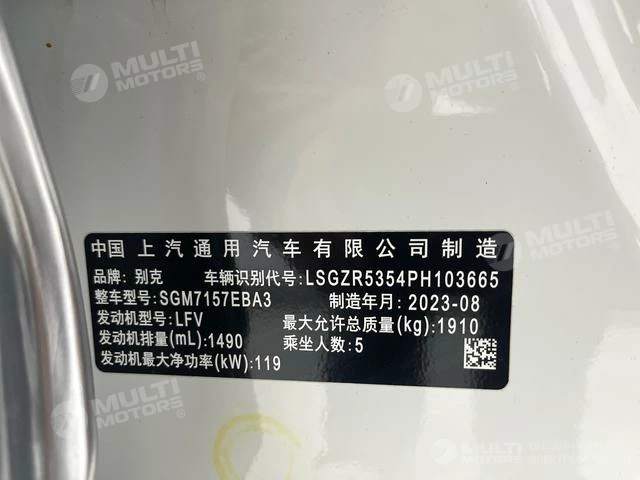 MULTI
MOTORS
MULTI
MOTORS
中国上汽通用汽车有限公司制造
品牌:别克 车辆识别代号:LSGZR5354PH103665
整车型号:SGM7157EBA3 制造年月:2023-08
发动机型号:LFV 最大允许总质量(kg):1910
发动机排量(mL):1490 乘坐人数:5
发动机最大净功率(kW):119
MULTI
MOTORS
MULTI
MOTORS
MULTI
MOTORS